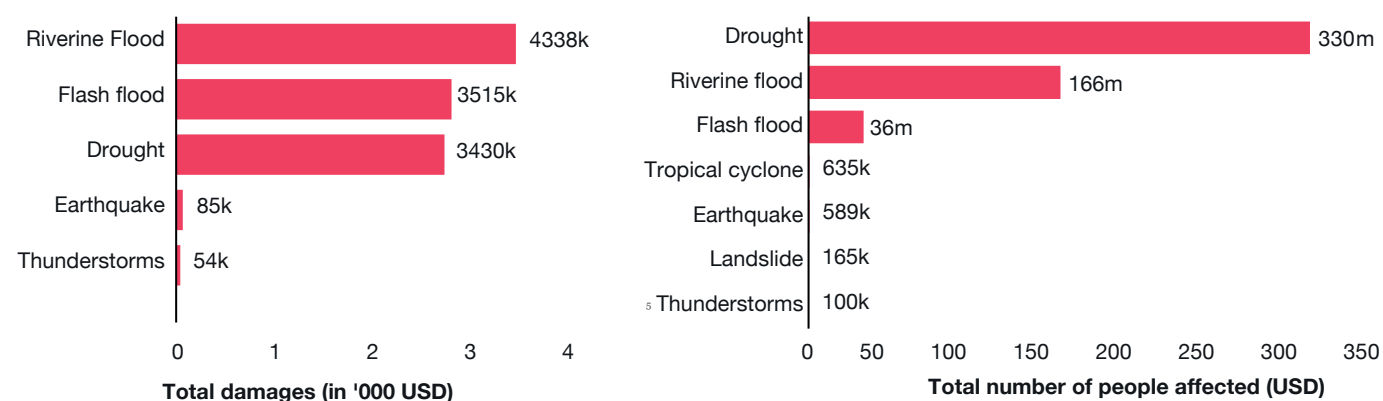 Riverine Flood 4338k
Flash flood 3515k
Drought 3430k
Earthquake 85k
Thunderstorms 54k
0 1 2 3 4
Total damages (in '000 USD)
Drought 330m
Riverine flood 166m
Flash flood 36m
Tropical cyclone 635k
Earthquake 589k
Landslide 165k
5 Thunderstorms 100k
0 50 100 150 200 250 300 350
Total number of people affected (USD)